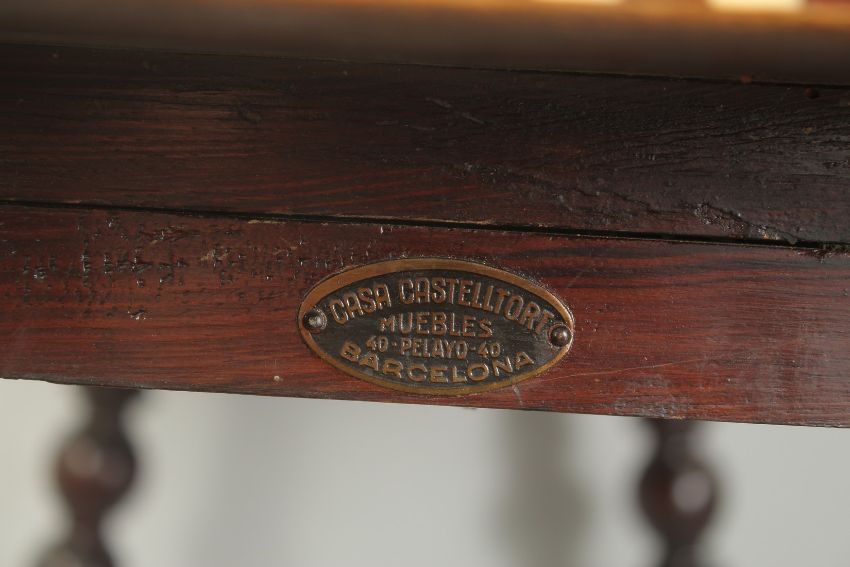 CASA CASTELLTORT
MUEBLES
40-PELAYO-40
BARCELONA